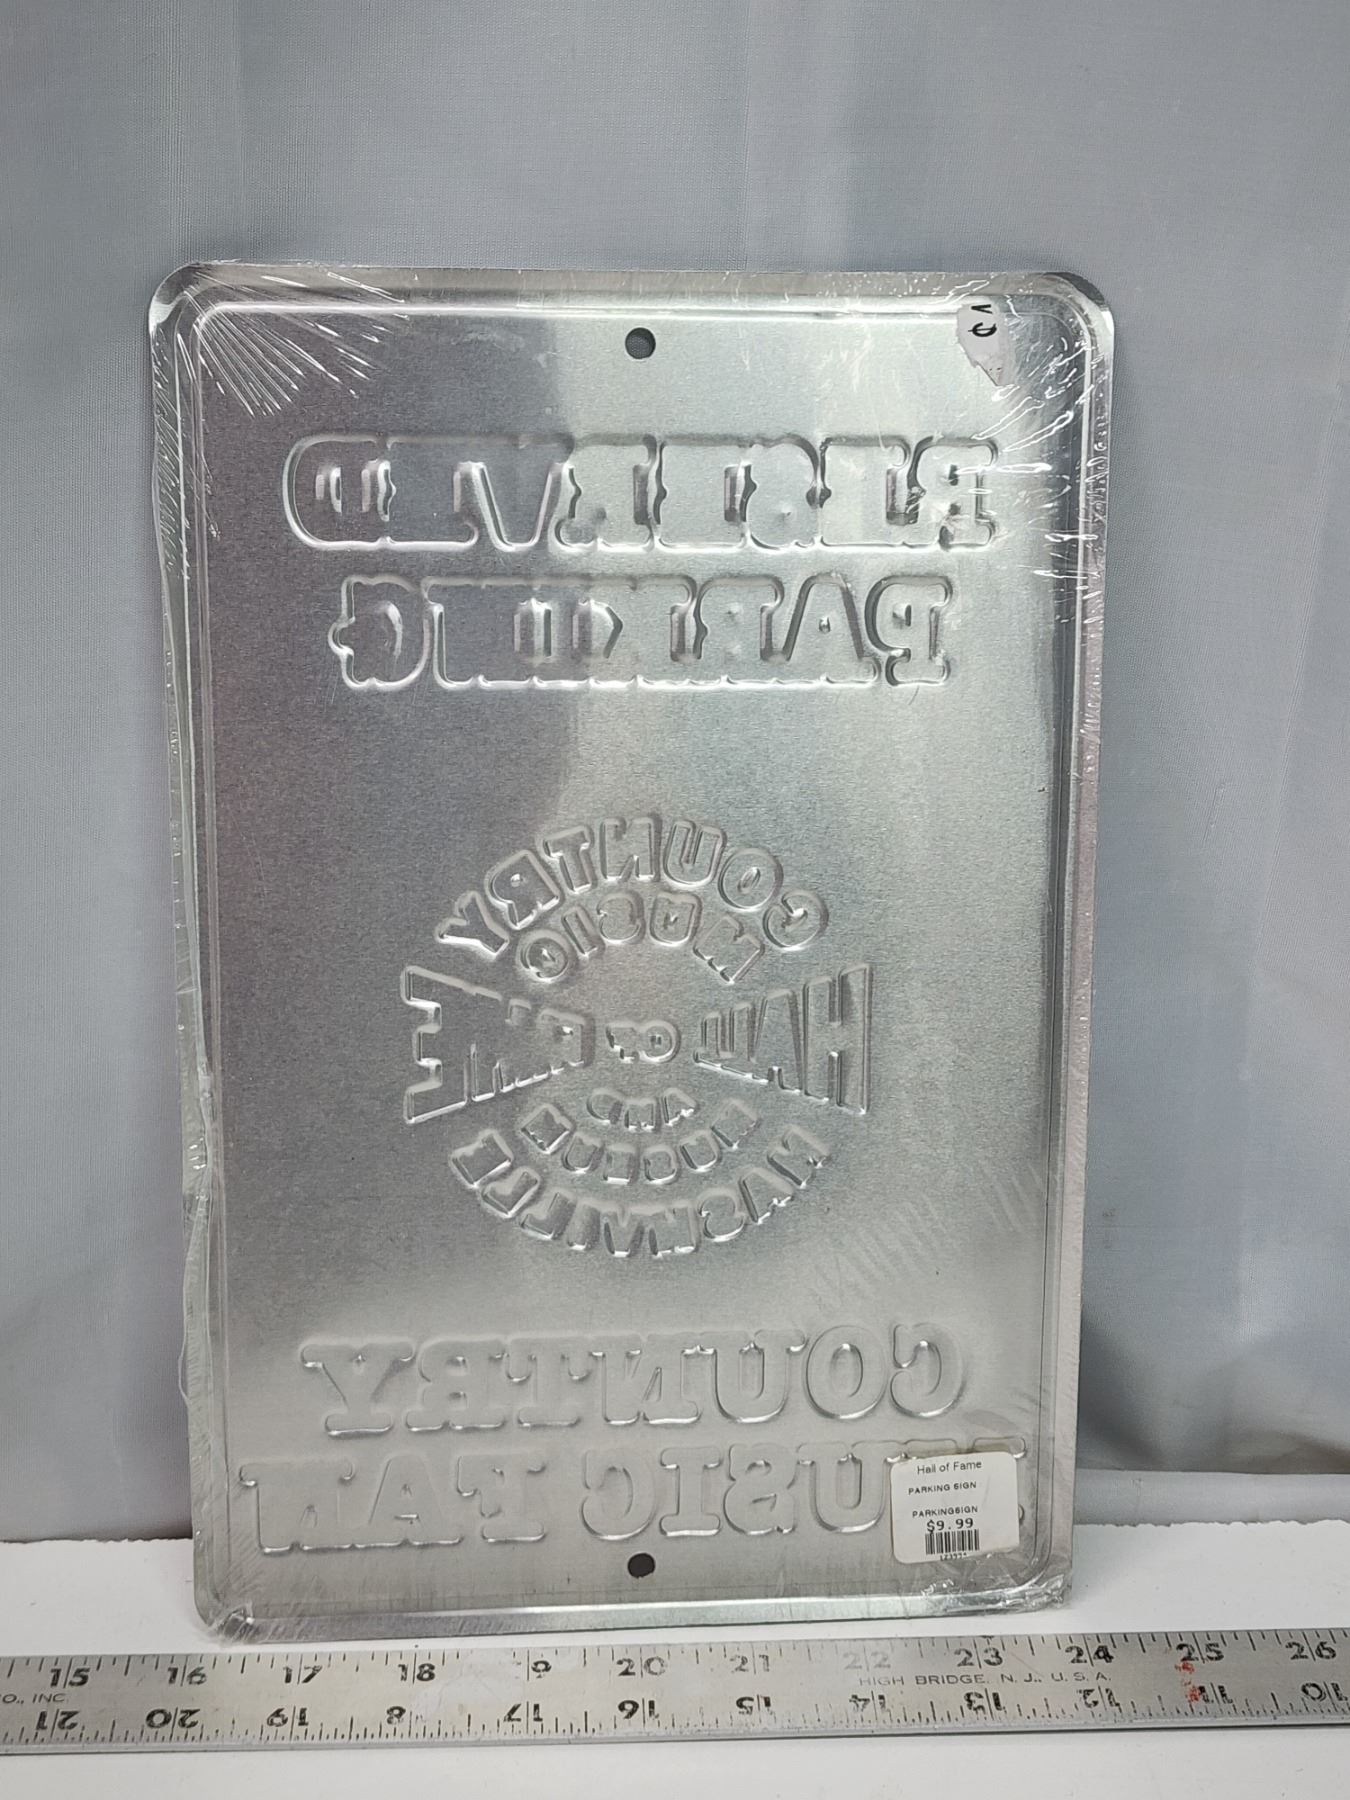 V O
RESERVED
PARKING
COUNTRY
MUSIC
HALL OF FAME
AND
MUSEUM
NASHVILLE
COUNTRY
MUSIC FAN
Hall of Fame
PARKING SIGN
PARKINGSIGN
$9.99
15 16 17 18 19 20 21 22 23 24 25 26
O., INC. HIGH BRIDGE, N. J., U. S. A.
21 20 19 18 17 16 15 14 13 12 11 10